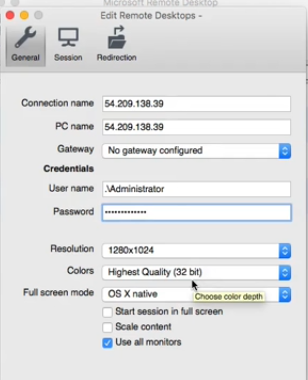 Microsoft Remote Desktop
Edit Remote Desktops -
General Session Redirection
Connection name 54.209.138.39
PC name 54.209.138.39
Gateway No gateway configured
Credentials
User name .\Administrator
Password •••••••••••••
Resolution 1280x1024
Colors Highest Quality (32 bit)
Full screen mode OS X native
Choose color depth
Start session in full screen
Scale content
Use all monitors